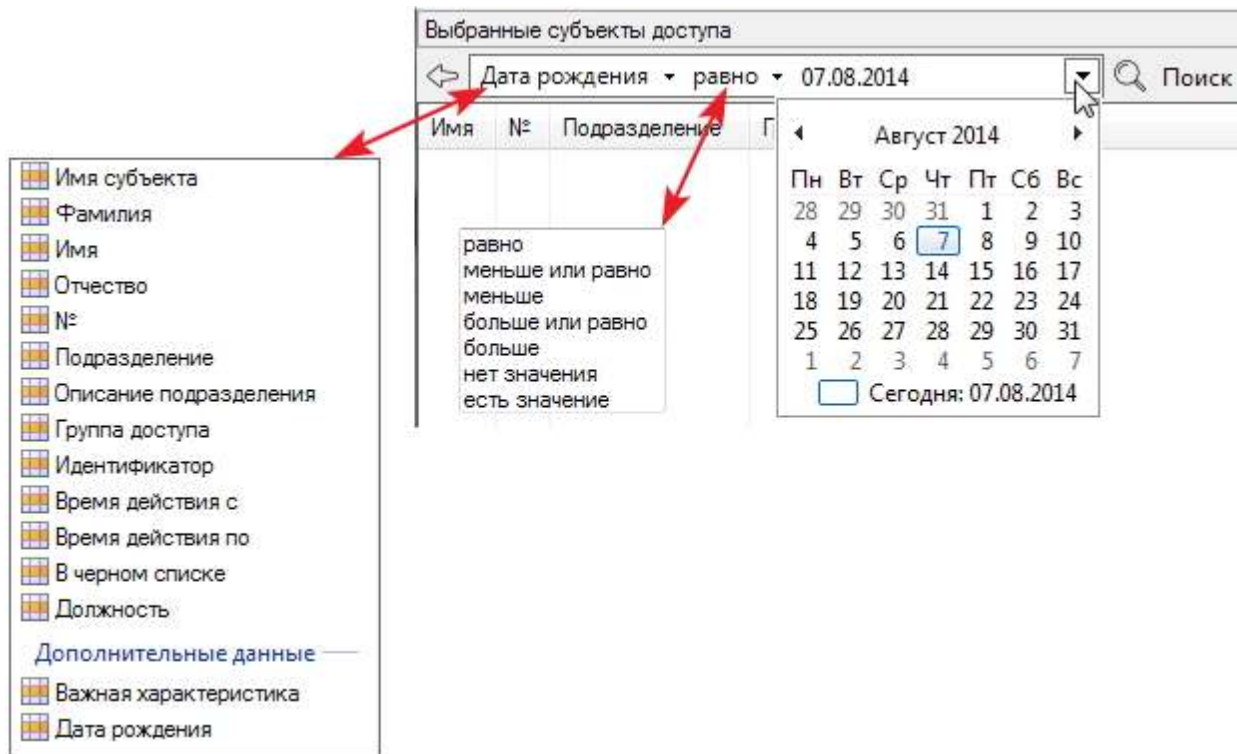 Выбранные субъекты доступа
Дата рождения равно 07.08.2014 Поиск
Имя № Подразделение Г
Август 2014
Пн Вт Ср Чт Пт Сб Вс
28 29 30 31 1 2 3
4 5 6 7 8 9 10
11 12 13 14 15 16 17
18 19 20 21 22 23 24
25 26 27 28 29 30 31
1 2 3 4 5 6 7
Сегодня: 07.08.2014
равно
меньше или равно
меньше
больше или равно
больше
нет значения
есть значение
Имя субъекта
Фамилия
Имя
Отчество
№
Подразделение
Описание подразделения
Группа доступа
Идентификатор
Время действия с
Время действия по
В черном списке
Должность
Дополнительные данные
Важная характеристика
Дата рождения